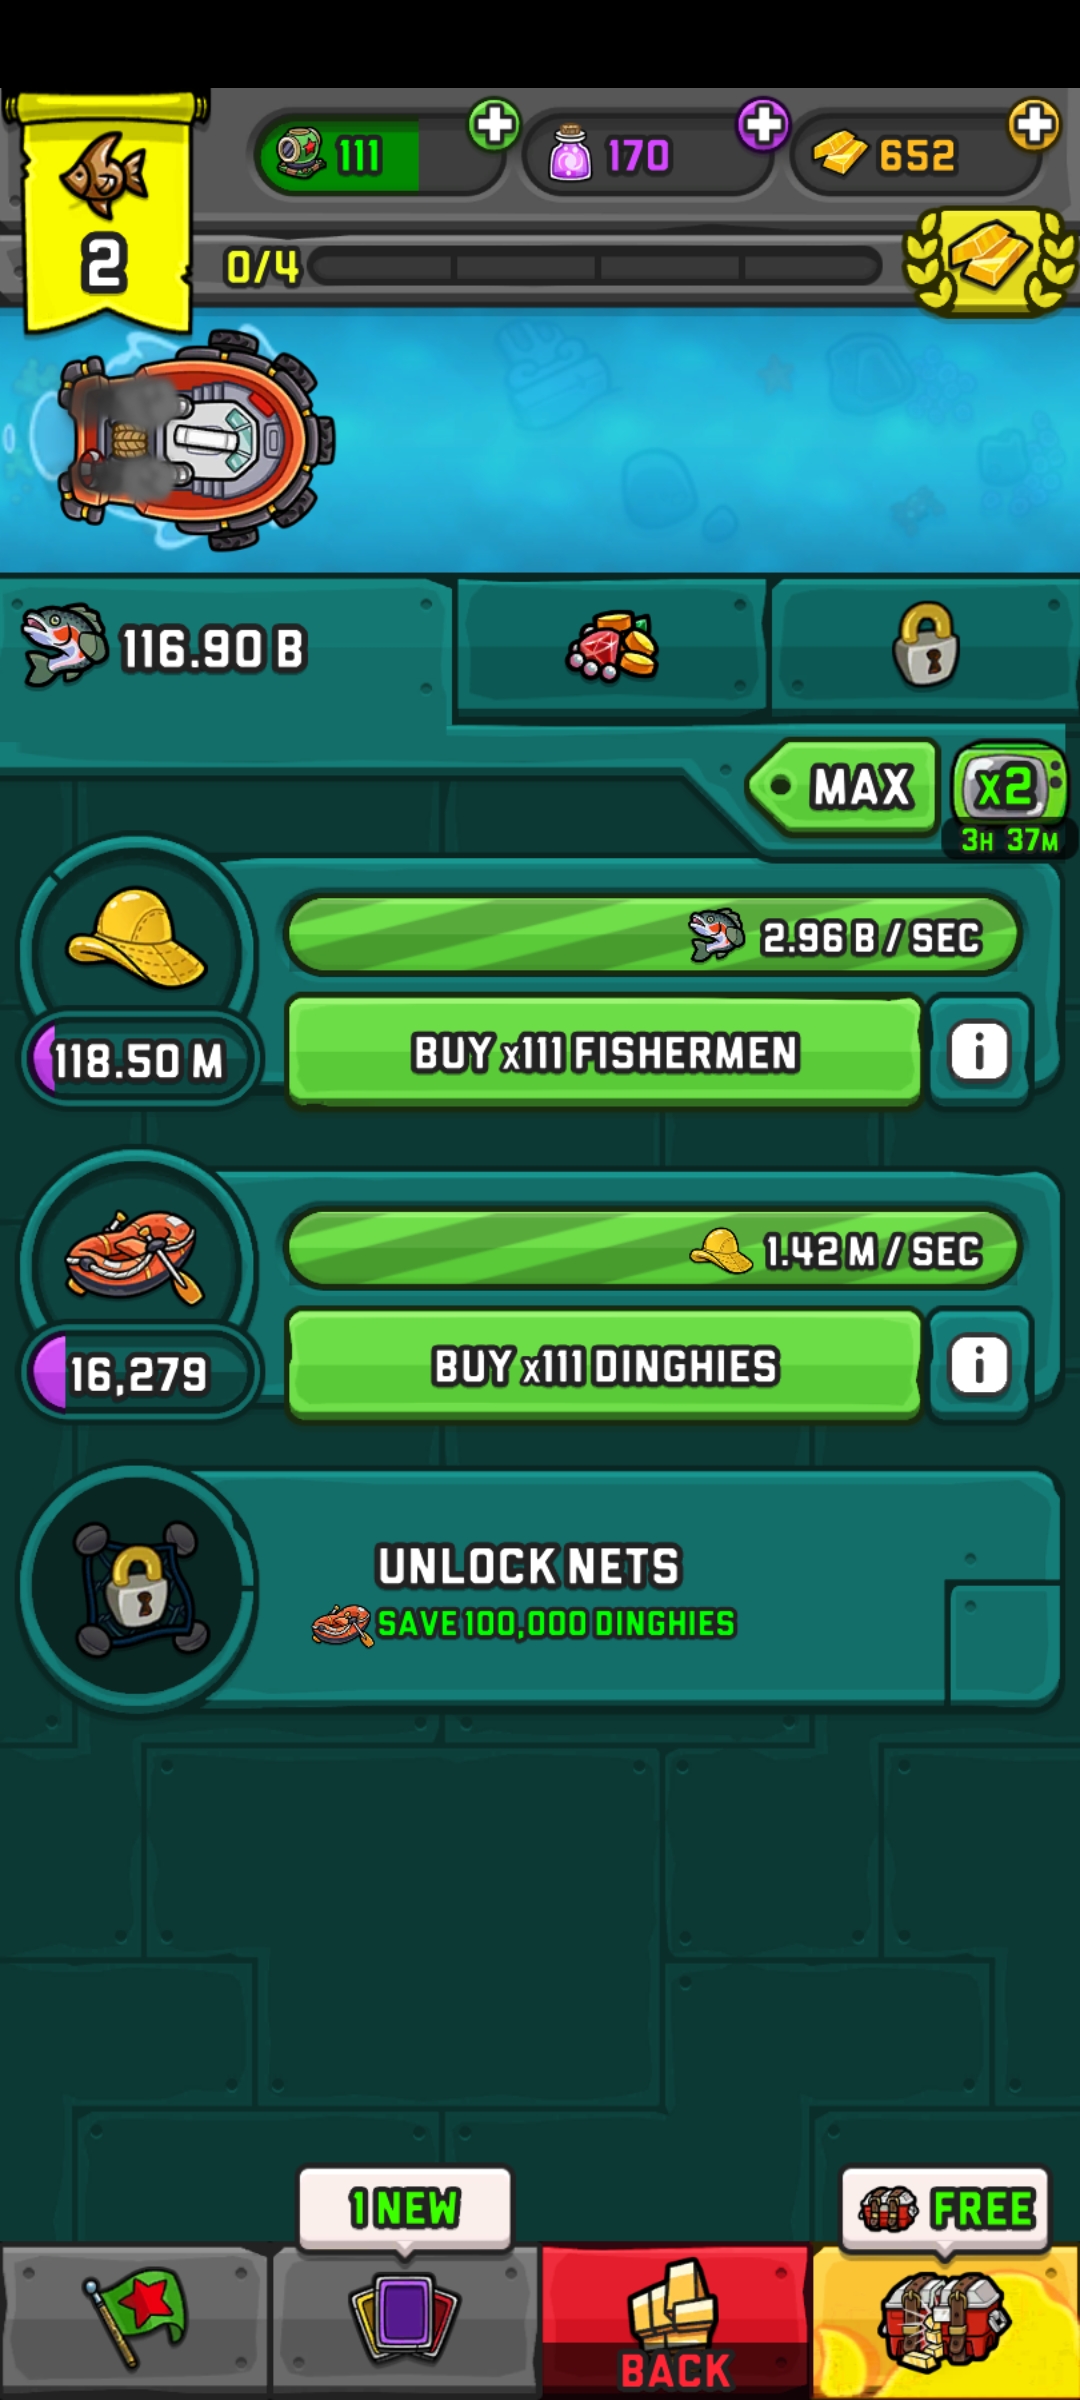 111
170
652
2
0/4
116.90 B
MAX
x2
3H 37M
2.96 B / SEC
118.50 M
BUY x111 FISHERMEN
i
1.42 M / SEC
16,279
BUY x111 DINGHIES
i
UNLOCK NETS
SAVE 100,000 DINGHIES
1 NEW
FREE
BACK